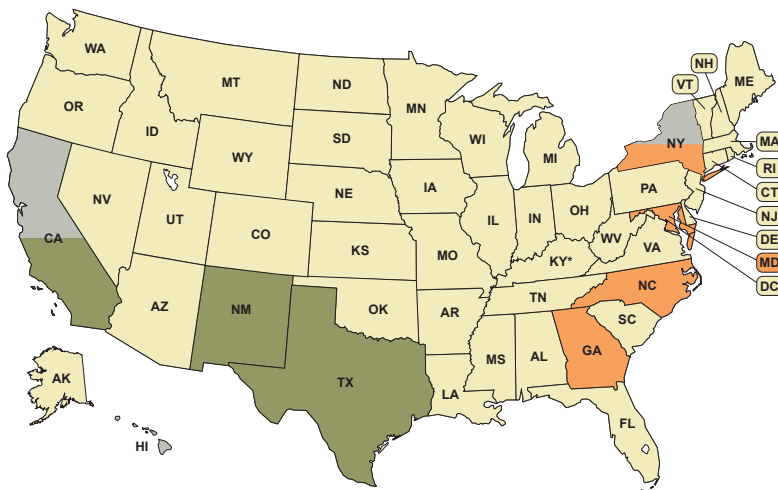 WA
MT
ND
MN
NH
VT
ME
OR
ID
SD
WI
MI
NY
MA
WY
RI
CT
NJ
NV
NE
IA
PA
DE
UT
CO
IL
IN
OH
WV
VA
MD
CA
KS
MO
KY*
DC
AZ
NM
OK
AR
TN
NC
SC
TX
LA
MS
AL
GA
FL
AK
HI